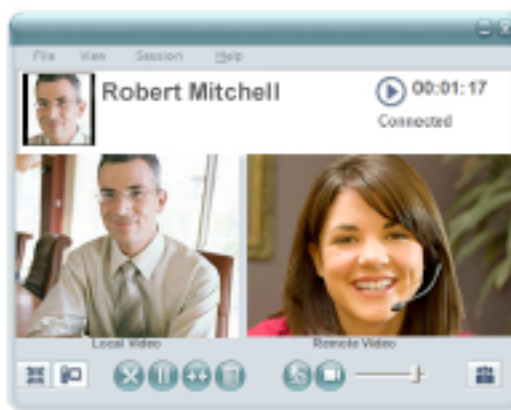 File View Session Help
Robert Mitchell
00:01:17
Connected
Local Video Remote Video